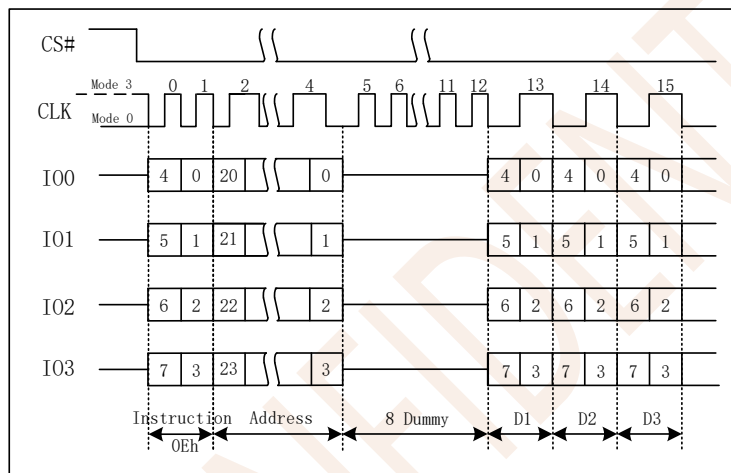 CS#
Mode 3 0 1 2 4 5 6 11 12 13 14 15
CLK
Mode 0
IO0 4 0 20 0 4 0 4 0 4 0
IO1 5 1 21 1 5 1 5 1 5 1
IO2 6 2 22 2 6 2 6 2 6 2
IO3 7 3 23 3 7 3 7 3 7 3
Instruction Address 8 Dummy D1 D2 D3
0Eh